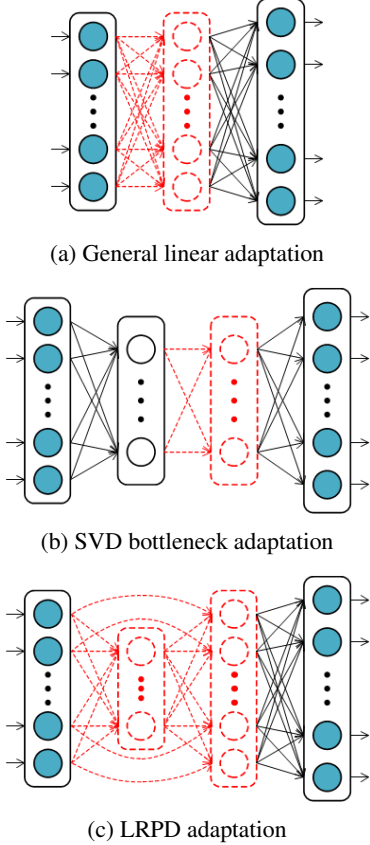 (a) General linear adaptation
(b) SVD bottleneck adaptation
(c) LRPD adaptation